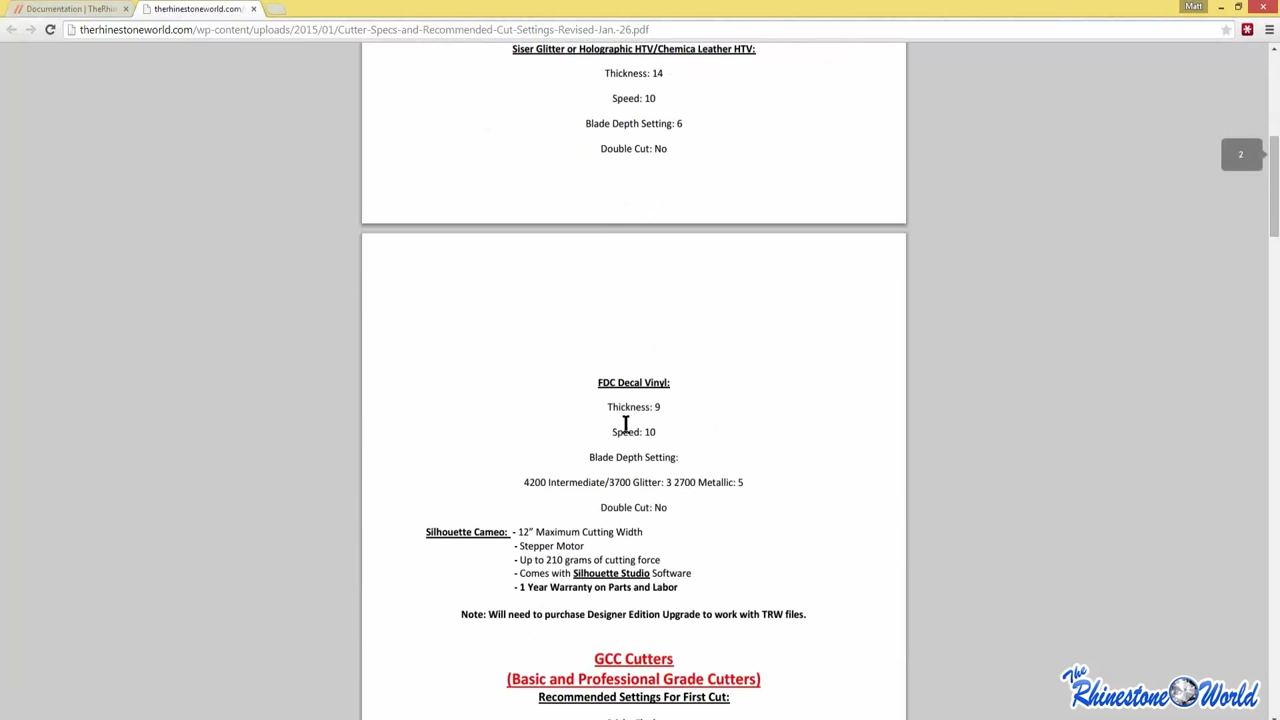 Documentation | TheRhin
therhinestoneworld.com/
Matt
therhinestoneworld.com/wp-content/uploads/2015/01/Cutter-Specs-and-Recommended-Cut-Settings-Revised-Jan.-26.pdf
Siser Glitter or Holographic HTV/Chemica Leather HTV:
Thickness: 14
Speed: 10
Blade Depth Setting: 6
Double Cut: No
2
FDC Decal Vinyl:
Thickness: 9
Speed: 10
Blade Depth Setting:
4200 Intermediate/3700 Glitter: 3 2700 Metallic: 5
Double Cut: No
Silhouette Cameo: - 12” Maximum Cutting Width
- Stepper Motor
- Up to 210 grams of cutting force
- Comes with Silhouette Studio Software
- 1 Year Warranty on Parts and Labor
Note: Will need to purchase Designer Edition Upgrade to work with TRW files.
GCC Cutters
(Basic and Professional Grade Cutters)
Recommended Settings For First Cut:
The
Rhinestone World